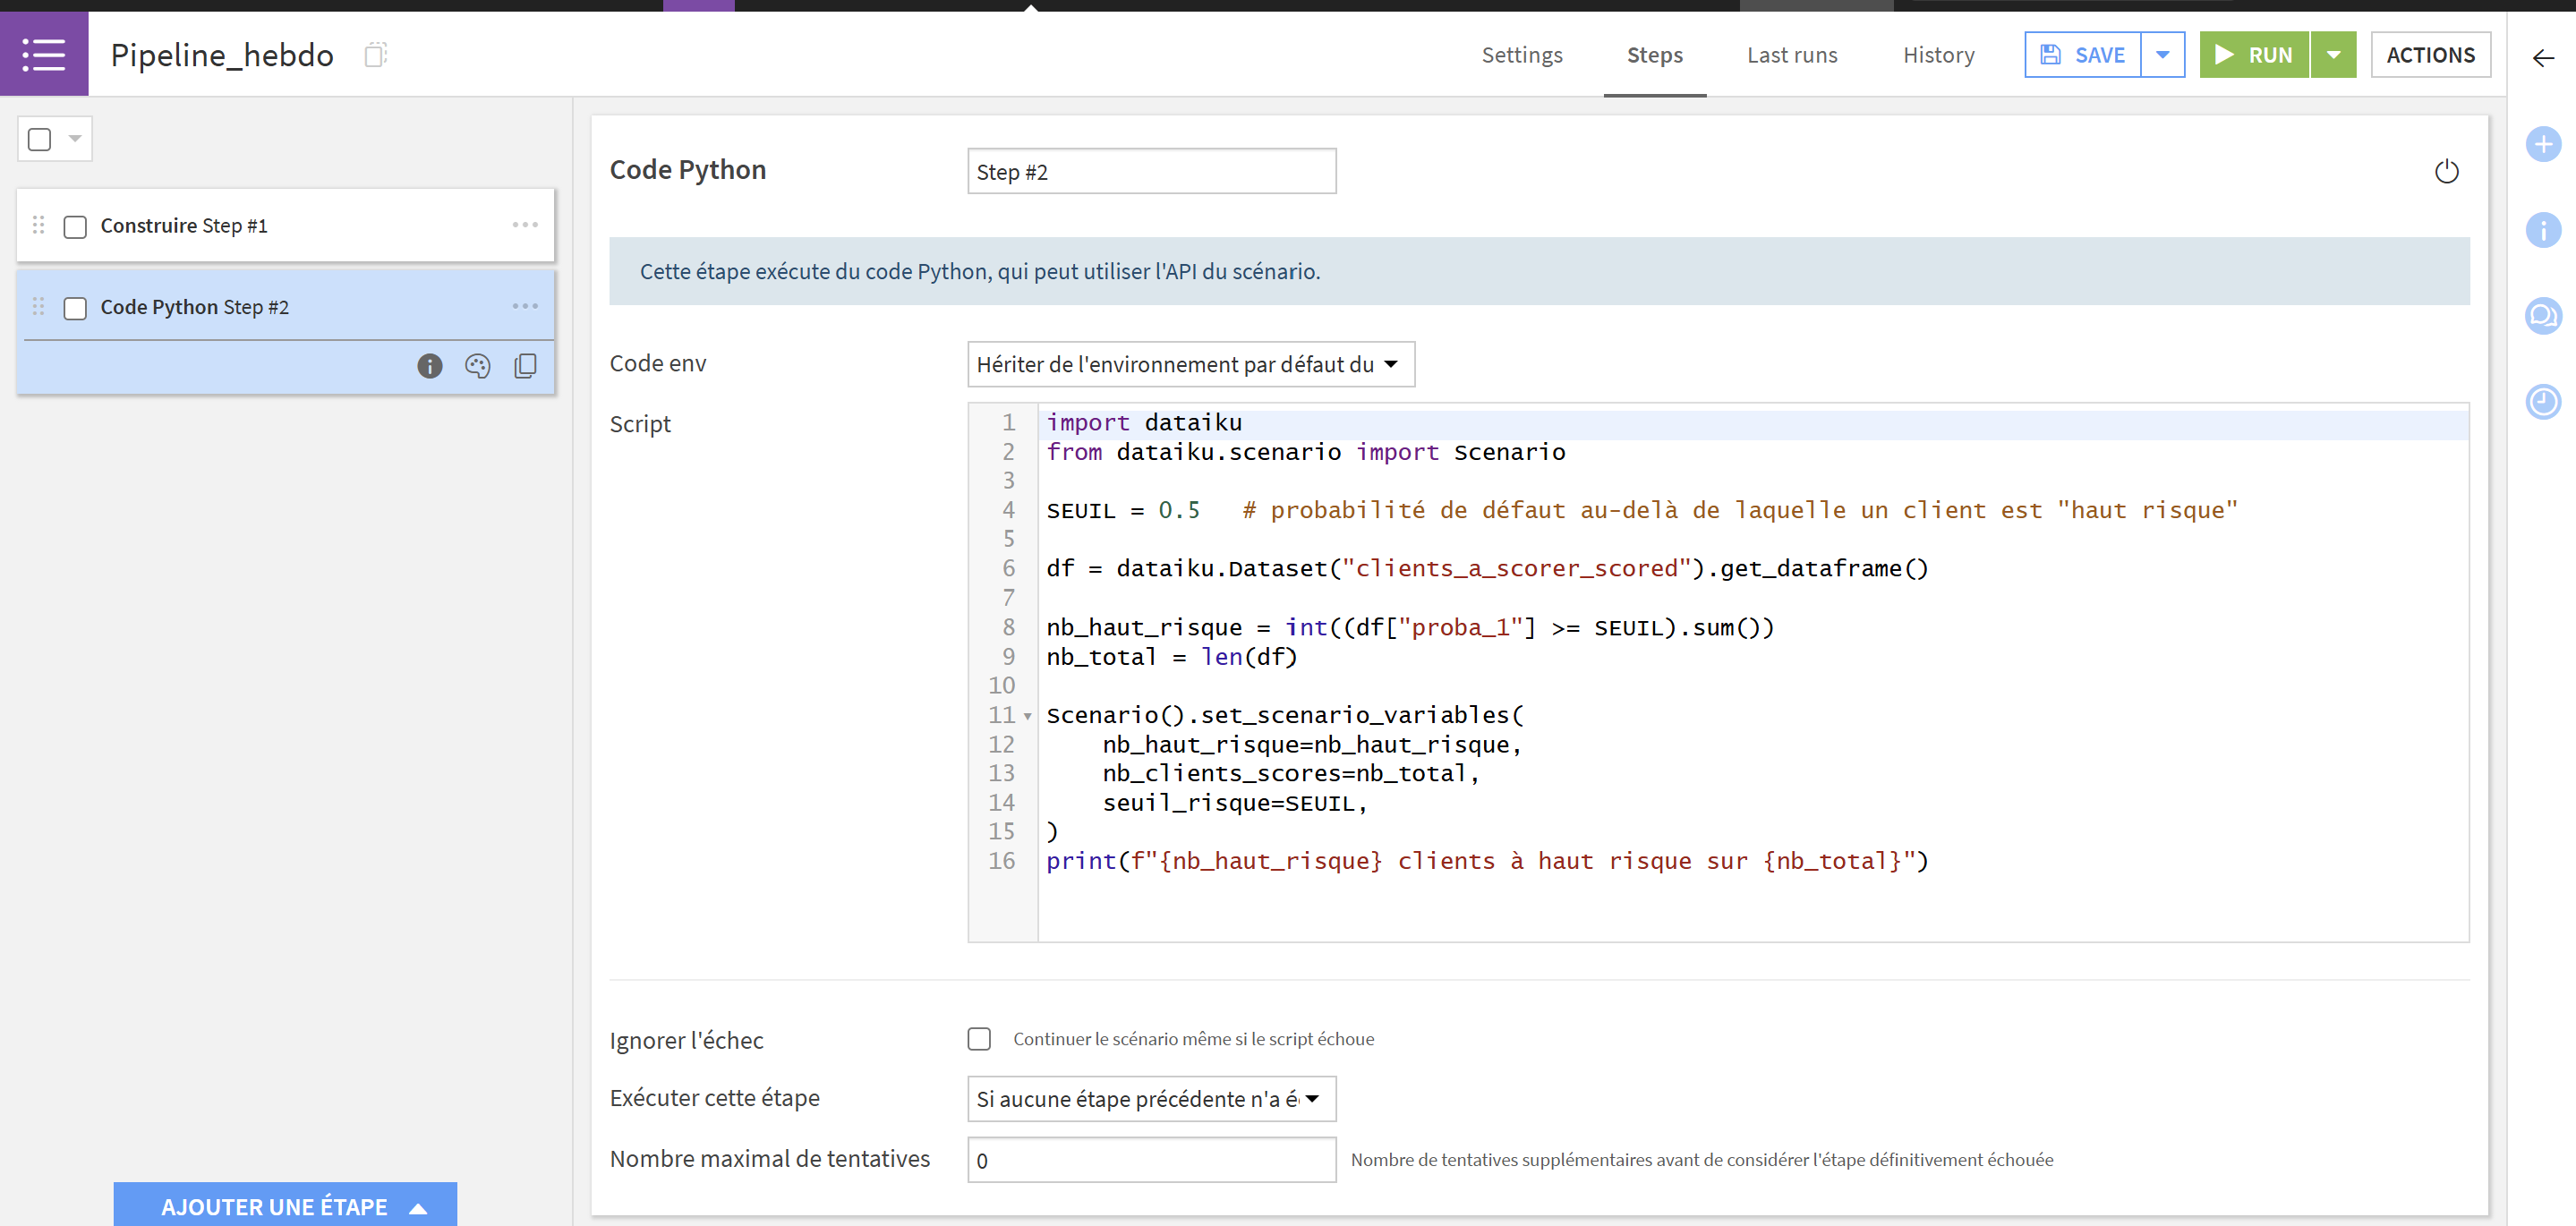 Pipeline_hebdo
Settings
Steps
Last runs
History
SAVE
RUN
ACTIONS
Construire Step #1
Code Python Step #2
AJOUTER UNE ÉTAPE
Code Python
Step #2
Cette étape exécute du code Python, qui peut utiliser l'API du scénario.
Code env
Hériter de l'environnement par défaut du
Script
1 import dataiku
2 from dataiku.scenario import Scenario
3
4 SEUIL = 0.5   # probabilité de défaut au-delà de laquelle un client est "haut risque"
5
6 df = dataiku.Dataset("clients_a_scorer_scored").get_dataframe()
7
8 nb_haut_risque = int((df["proba_1"] >= SEUIL).sum())
9 nb_total = len(df)
10
11 Scenario().set_scenario_variables(
12     nb_haut_risque=nb_haut_risque,
13     nb_clients_scores=nb_total,
14     seuil_risque=SEUIL,
15 )
16 print(f"{nb_haut_risque} clients à haut risque sur {nb_total}")
Ignorer l'échec
Continuer le scénario même si le script échoue
Exécuter cette étape
Si aucune étape précédente n'a é
Nombre maximal de tentatives
0
Nombre de tentatives supplémentaires avant de considérer l'étape définitivement échouée